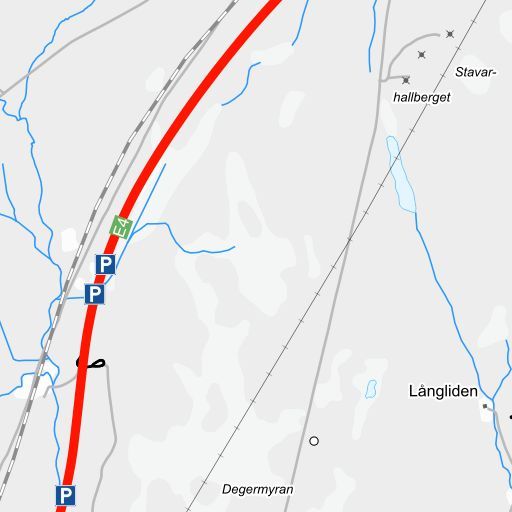 Stavar-
hallberget
E4
P
P
Långliden
Degermyran
P